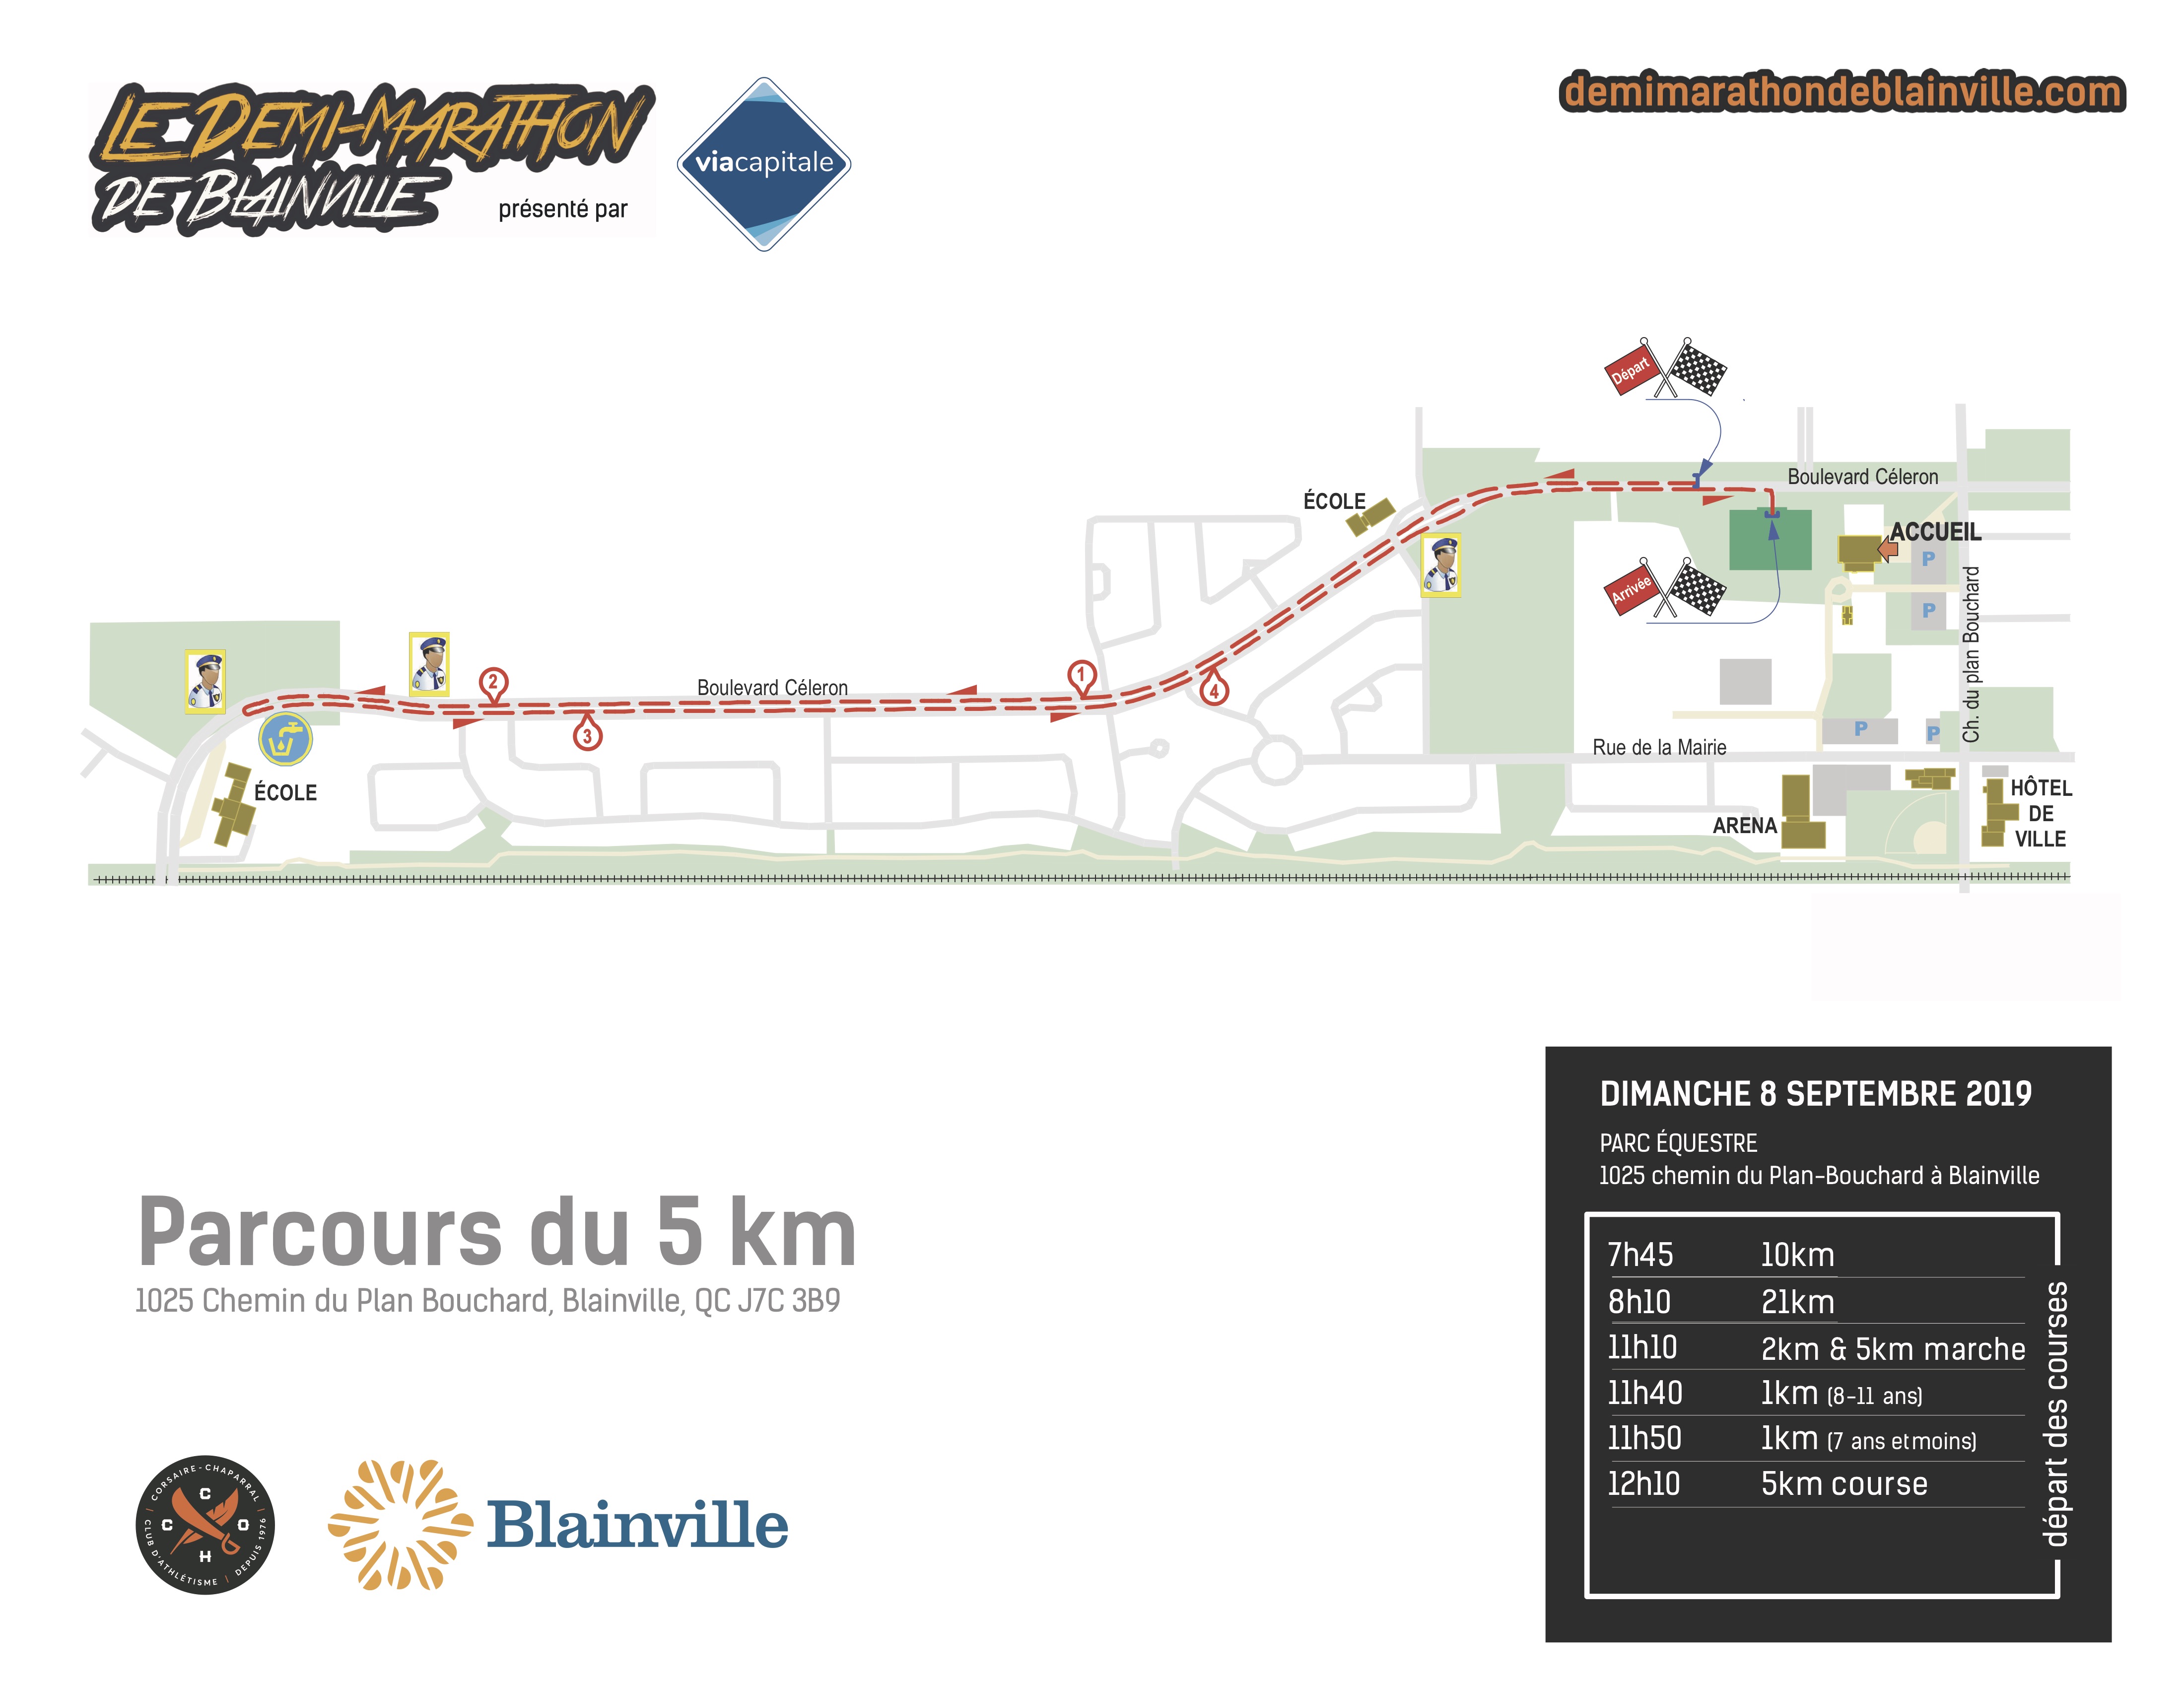 LE DEMI-MARATHON
DE BLAINVILLE
présenté par
viacapitale
demimarathondeblainville.com
Départ
Boulevard Céleron
ÉCOLE
ACCUEIL
P
Arrivée
P
Ch. du plan Bouchard
2
1
Boulevard Céleron
4
3
P
P
Rue de la Mairie
ÉCOLE
ARENA
HÔTEL
DE
VILLE
DIMANCHE 8 SEPTEMBRE 2019
PARC ÉQUESTRE
1025 chemin du Plan-Bouchard à Blainville
7h45 10km
8h10 21km
11h10 2km & 5km marche
11h40 1km (8-11 ans)
11h50 1km (7 ans et moins)
12h10 5km course
départ des courses
Parcours du 5 km
1025 Chemin du Plan Bouchard, Blainville, QC J7C 3B9
CORSAIRE-CHAPARRAL
C
C O
H
CLUB D'ATHLÉTISME | DEPUIS 1976
Blainville